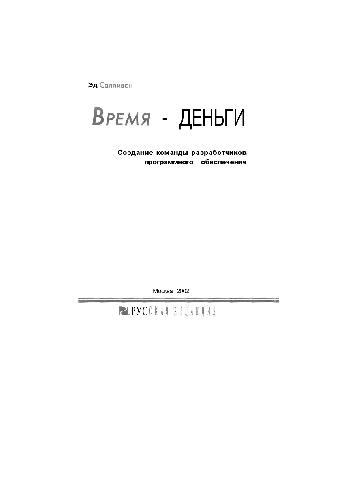 Эд Салливан
ВРЕМЯ - ДЕНЬГИ
Создание команды разработчиков
программного обеспечения
Москва 2002
РУССКАЯ РЕДАКЦИЯ